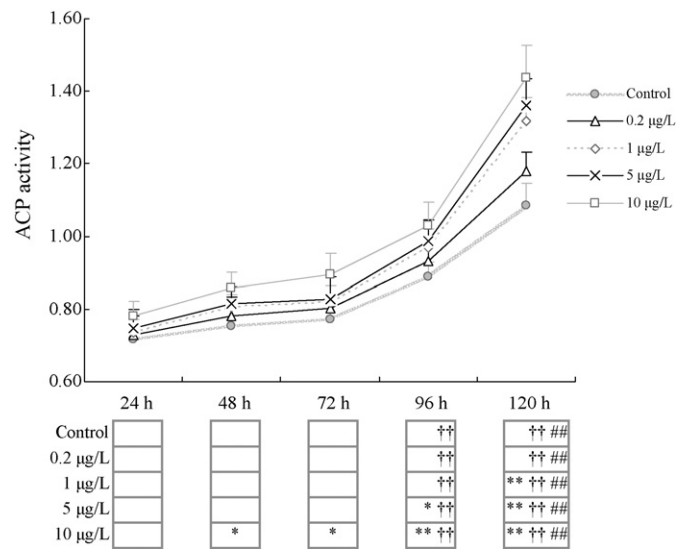 1.60
1.40
1.20
1.00
0.80
0.60
ACP activity
Control
0.2 μg/L
1 μg/L
5 μg/L
10 μg/L
24 h 48 h 72 h 96 h 120 h
Control †† †† ##
0.2 μg/L †† †† ##
1 μg/L †† ** †† ##
5 μg/L * †† ** †† ##
10 μg/L * * ** †† ** †† ##